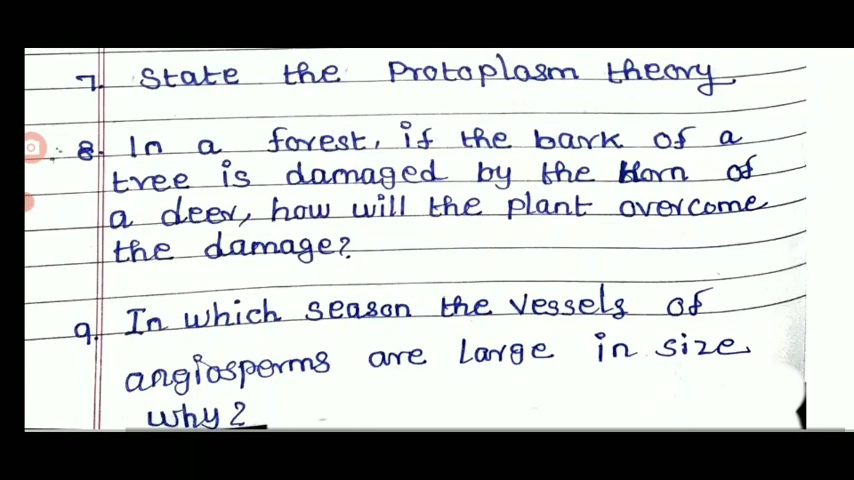 7. State the Protoplasm theory.
8. In a forest, if the bark of a
tree is damaged by the Horn of
a deer, how will the plant overcome
the damage?
9. In which season the vessels of
angiosperms are large in size
why?